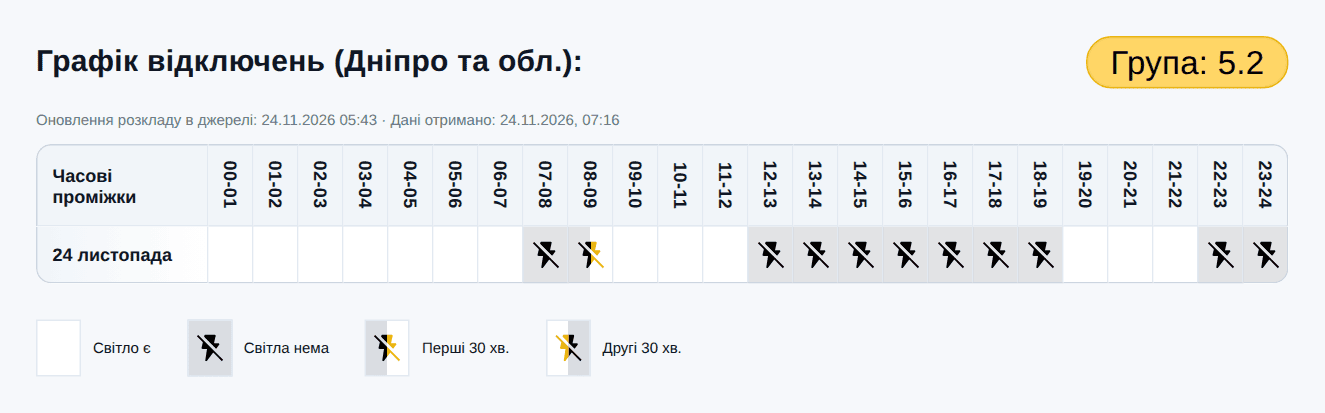 Графік відключень (Дніпро та обл.):
Група: 5.2
Оновлення розкладу в джерелі: 24.11.2026 05:43 · Дані отримано: 24.11.2026, 07:16
Часові
проміжки
00-01 01-02 02-03 03-04 04-05 05-06 06-07 07-08 08-09 09-10 10-11 11-12 12-13 13-14 14-15 15-16 16-17 17-18 18-19 19-20 20-21 21-22 22-23 23-24
24 листопада
Світло є
Світла нема
Перші 30 хв.
Другі 30 хв.